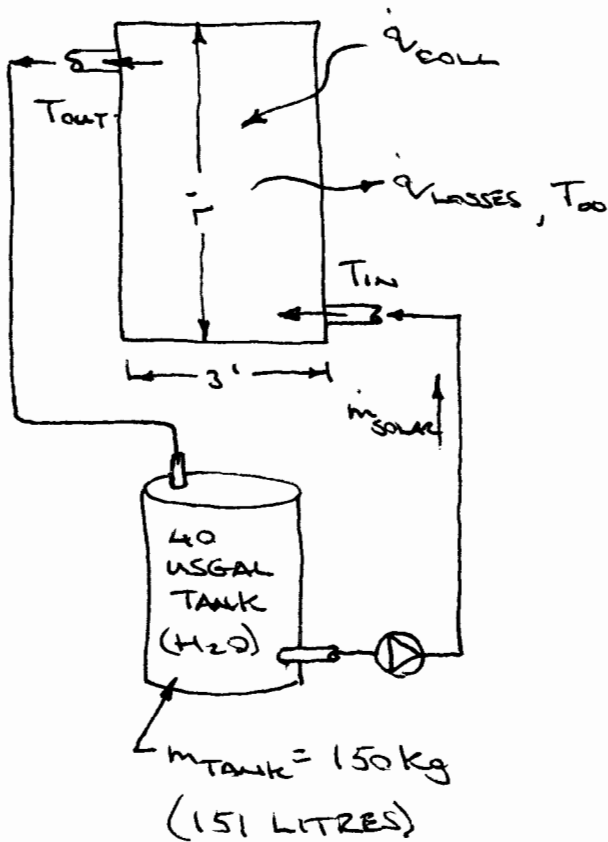 q̇COLL
TOUT
q̇LOSSES, T∞
TIN
3'
ṁSOLAR
40
USGAL
TANK
(H2O)
mTANK = 150 kg
(151 LITRES)